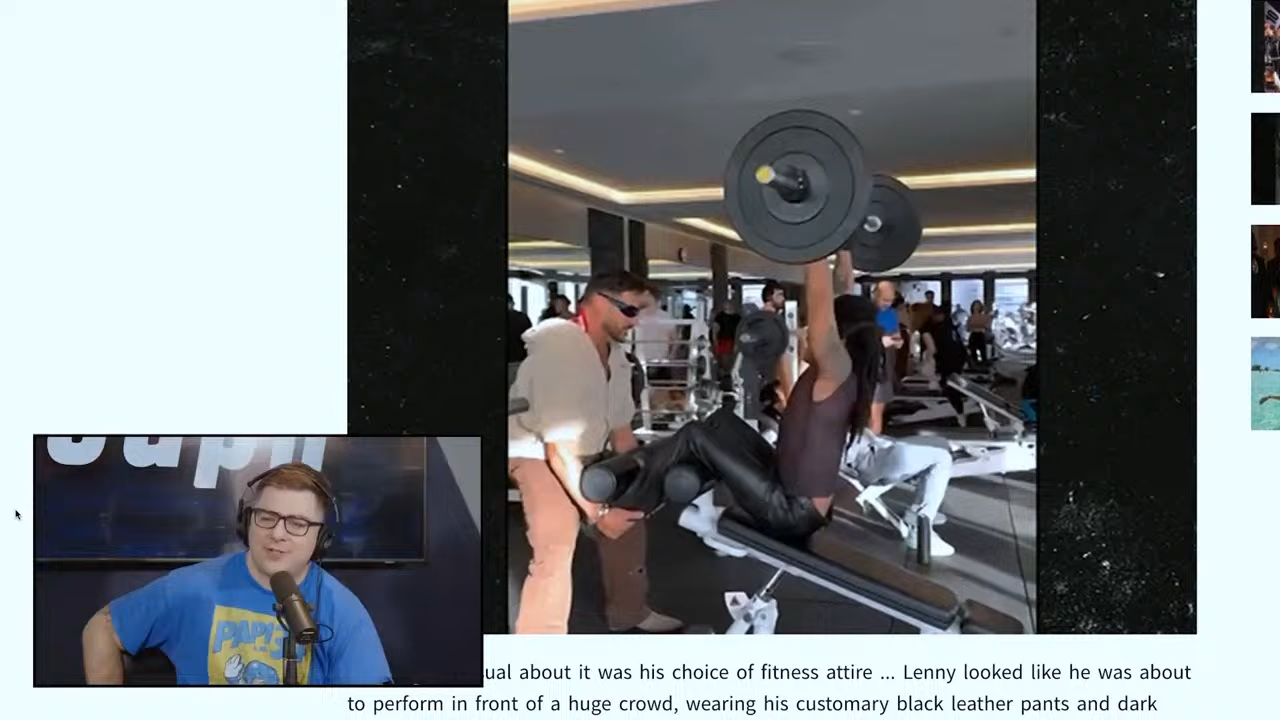 PAPER
ual about it was his choice of fitness attire ... Lenny looked like he was about
to perform in front of a huge crowd, wearing his customary black leather pants and dark